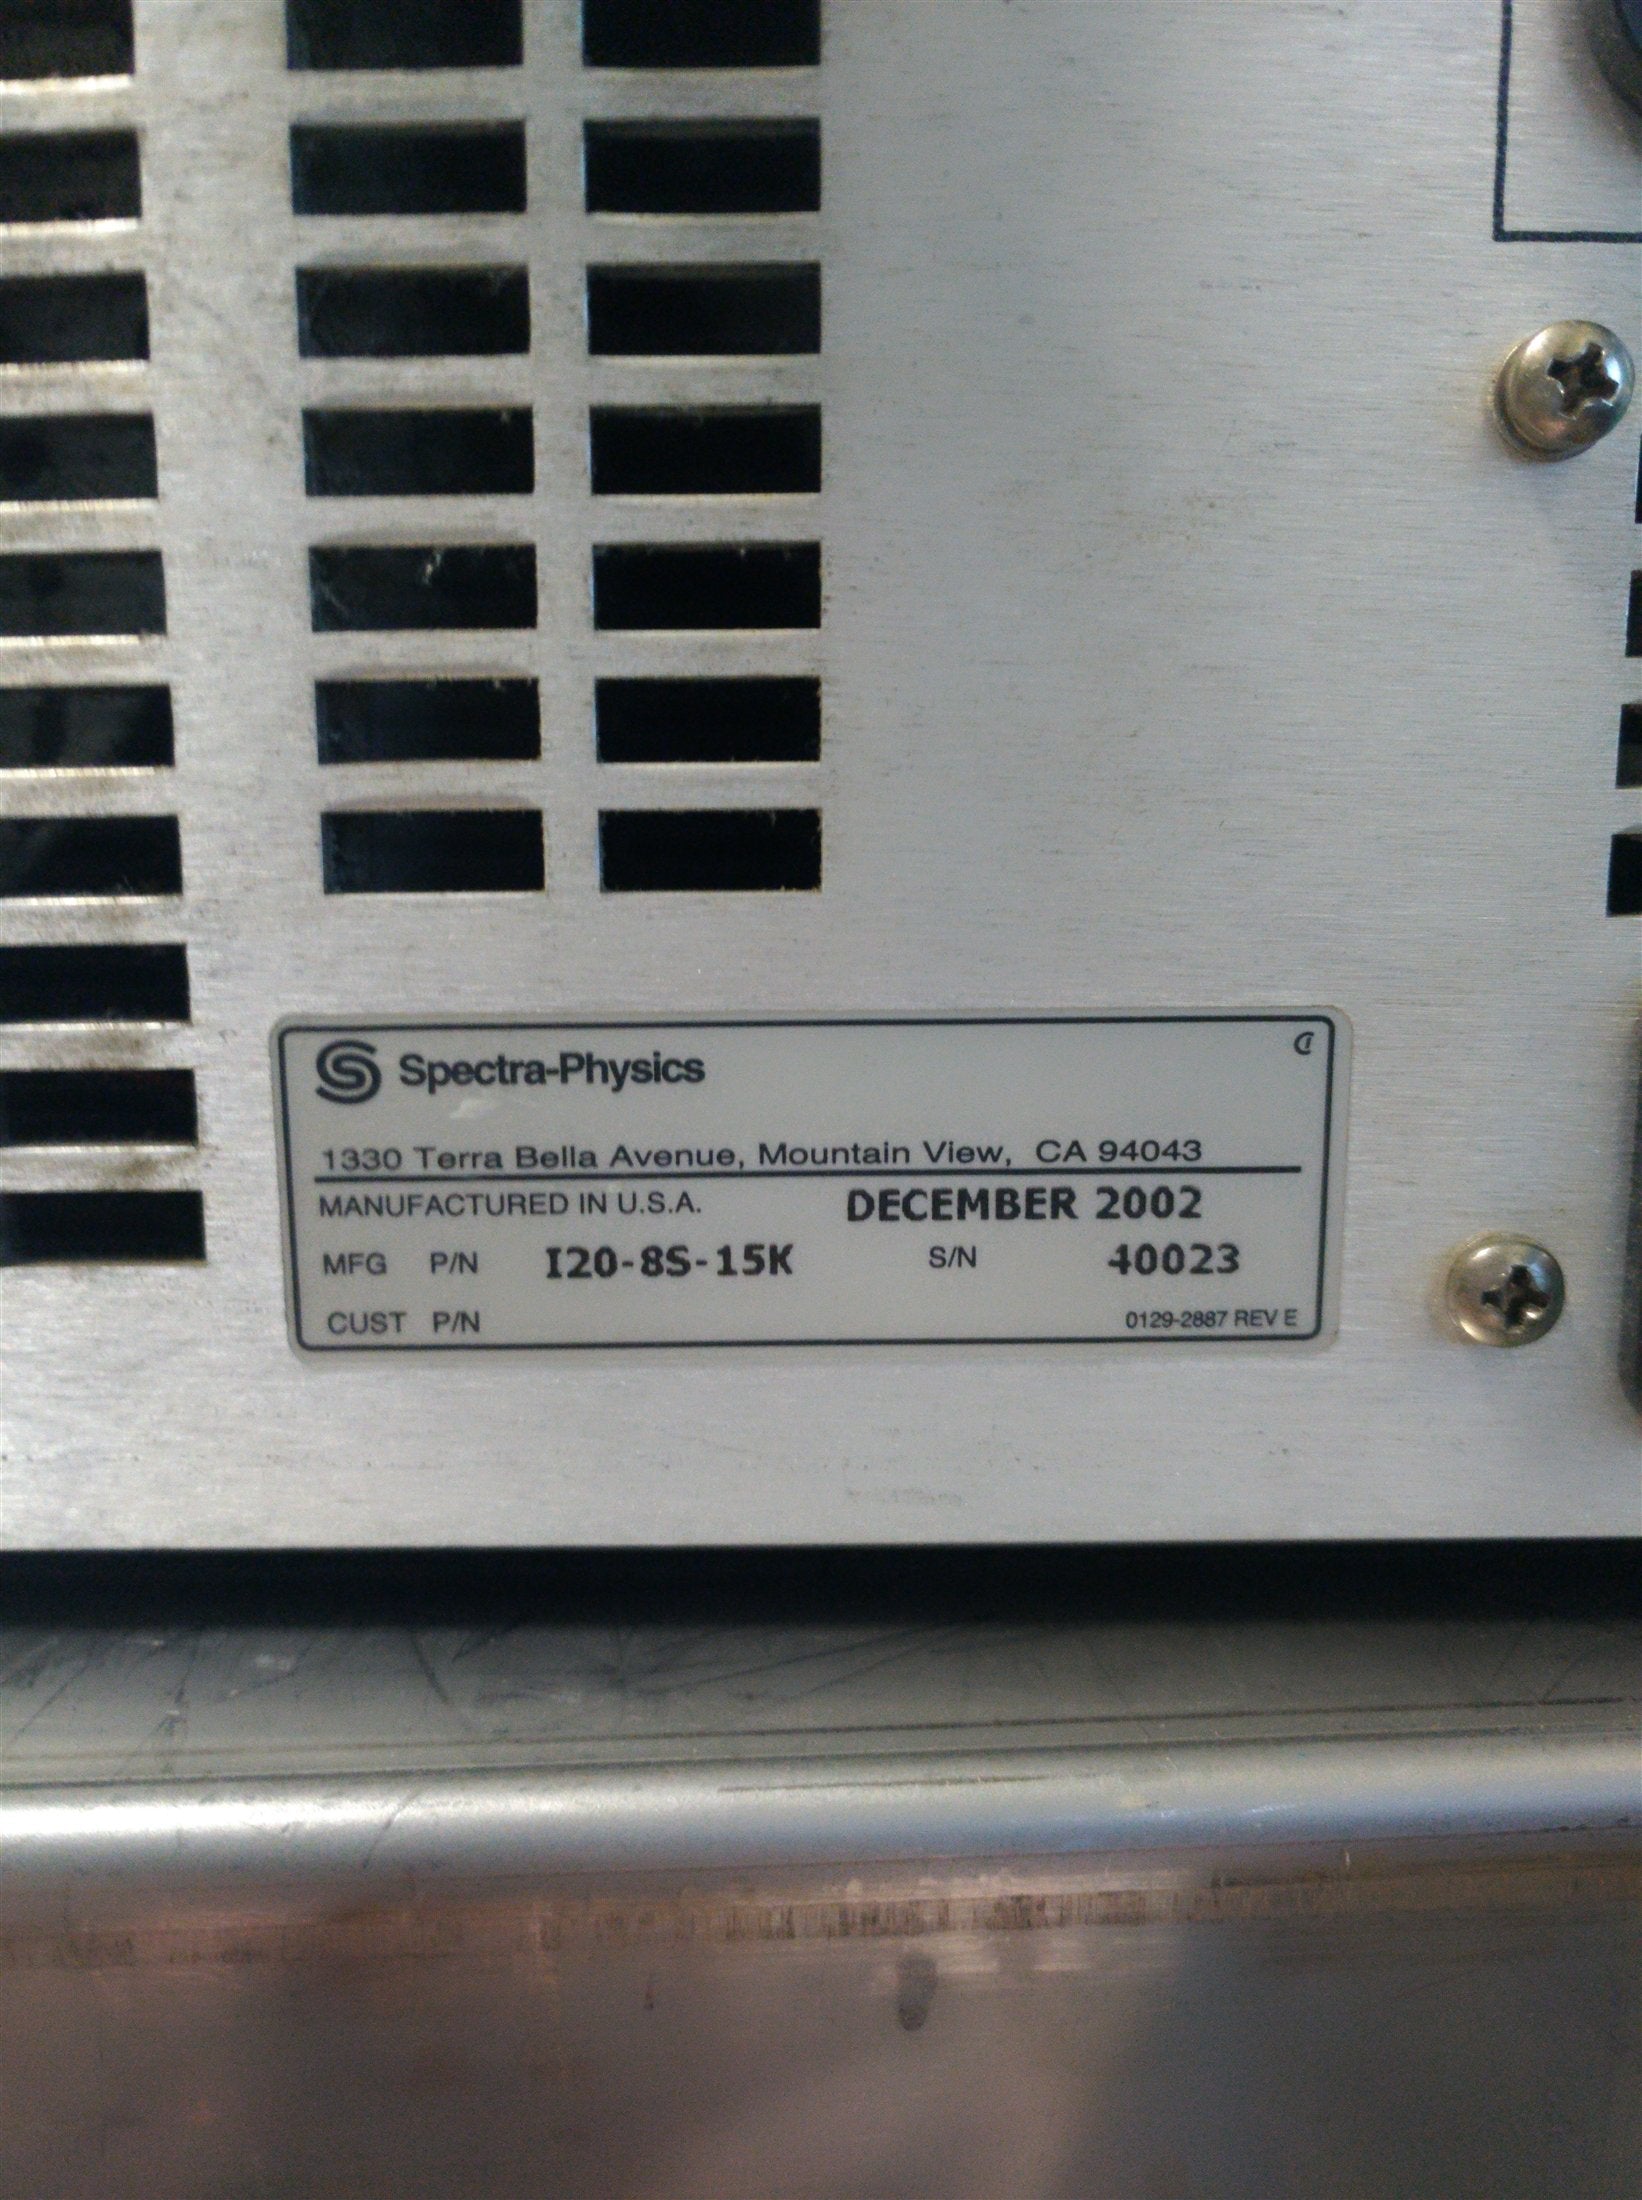 Spectra-Physics
1330 Terra Bella Avenue, Mountain View, CA 94043
MANUFACTURED IN U.S.A. DECEMBER 2002
MFG P/N I20-8S-15K S/N 40023
CUST P/N 0129-2887 REV E